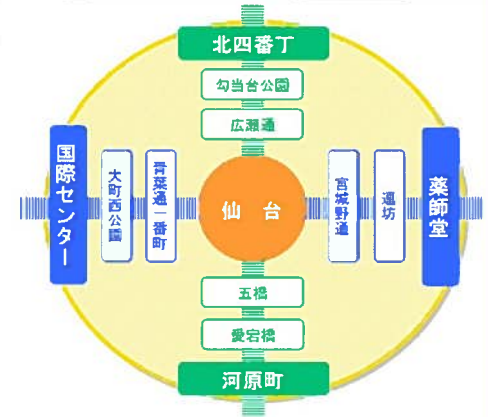 北四番丁
勾当台公園
広瀬通
国際センター
大町西公園
青葉通一番町
仙台
宮城野通
連坊
薬師堂
五橋
愛宕橋
河原町